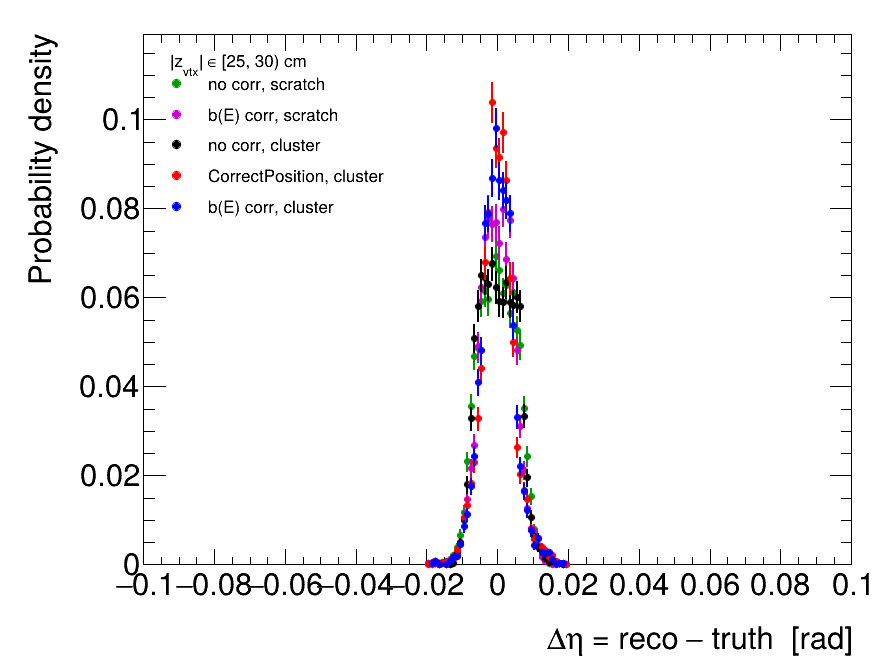 Probability density
|z_vtx| ∈ [25, 30) cm
no corr, scratch
b(E) corr, scratch
no corr, cluster
CorrectPosition, cluster
b(E) corr, cluster
0.1
0.08
0.06
0.04
0.02
0
−0.1 −0.08 −0.06 −0.04 −0.02 0 0.02 0.04 0.06 0.08 0.1
Δη = reco − truth [rad]